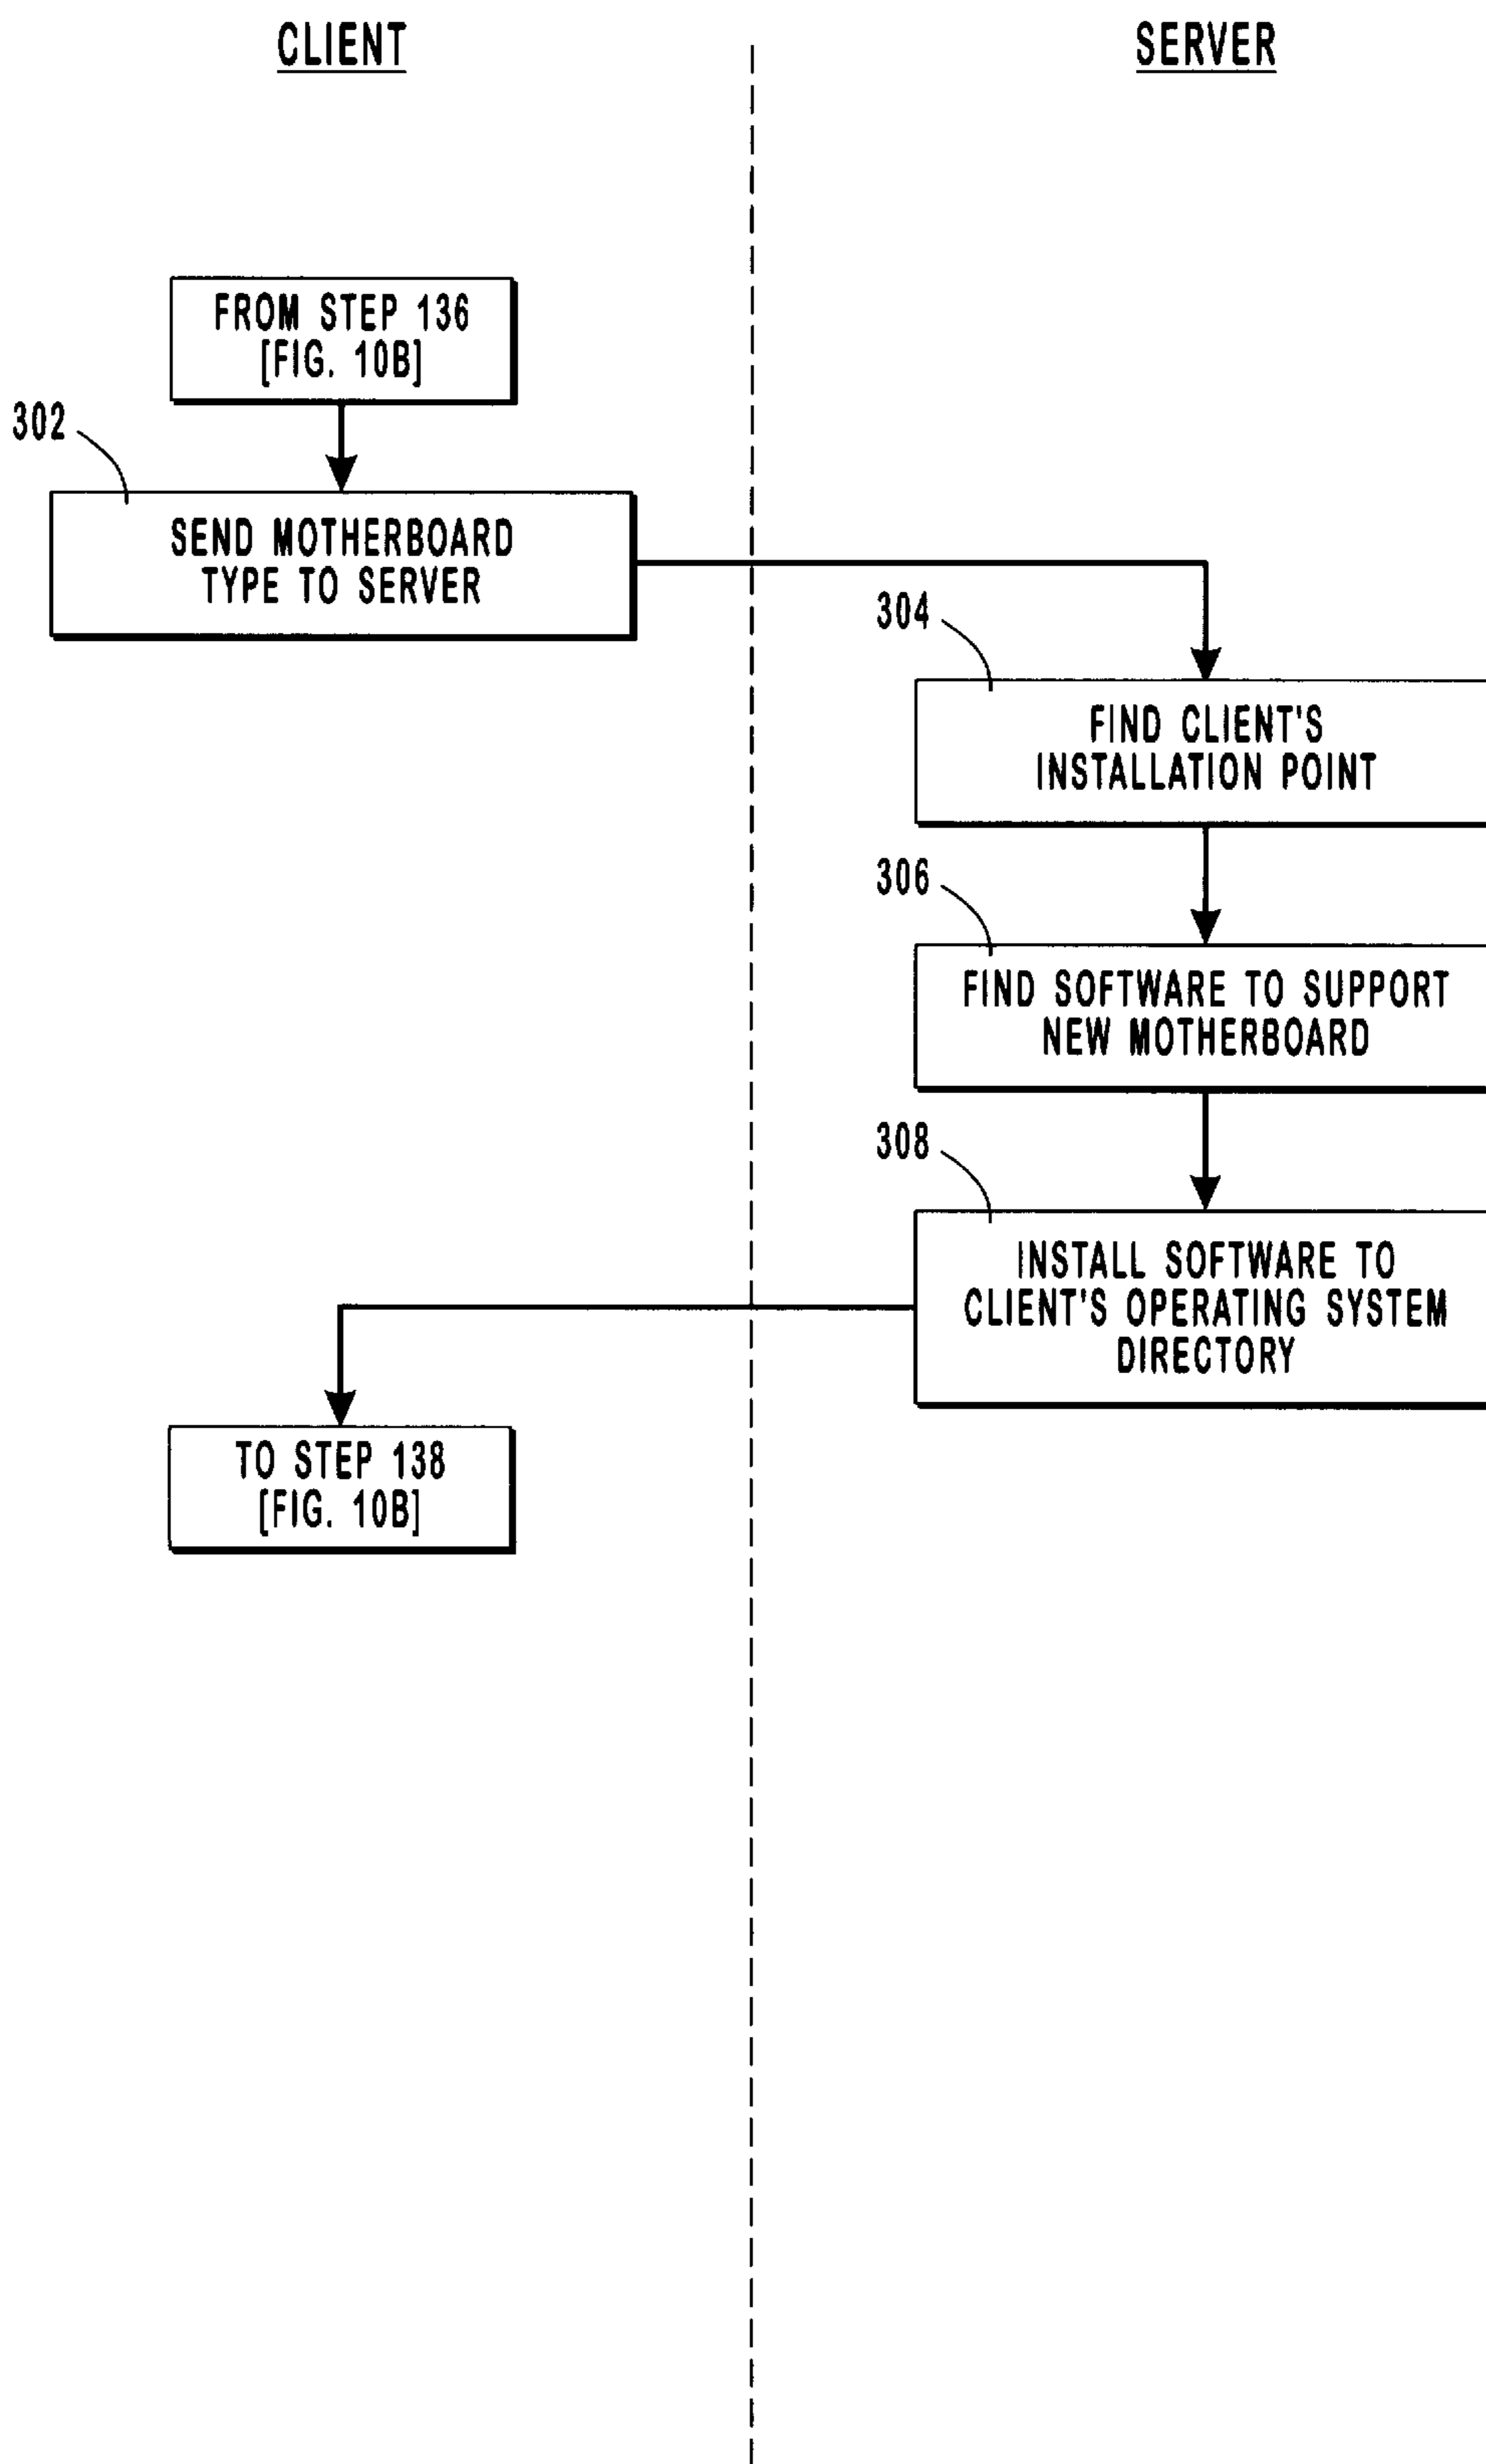 CLIENT
SERVER
FROM STEP 136
[FIG. 10B]
302
SEND MOTHERBOARD
TYPE TO SERVER
304
FIND CLIENT'S
INSTALLATION POINT
306
FIND SOFTWARE TO SUPPORT
NEW MOTHERBOARD
308
INSTALL SOFTWARE TO
CLIENT'S OPERATING SYSTEM
DIRECTORY
TO STEP 138
[FIG. 10B]